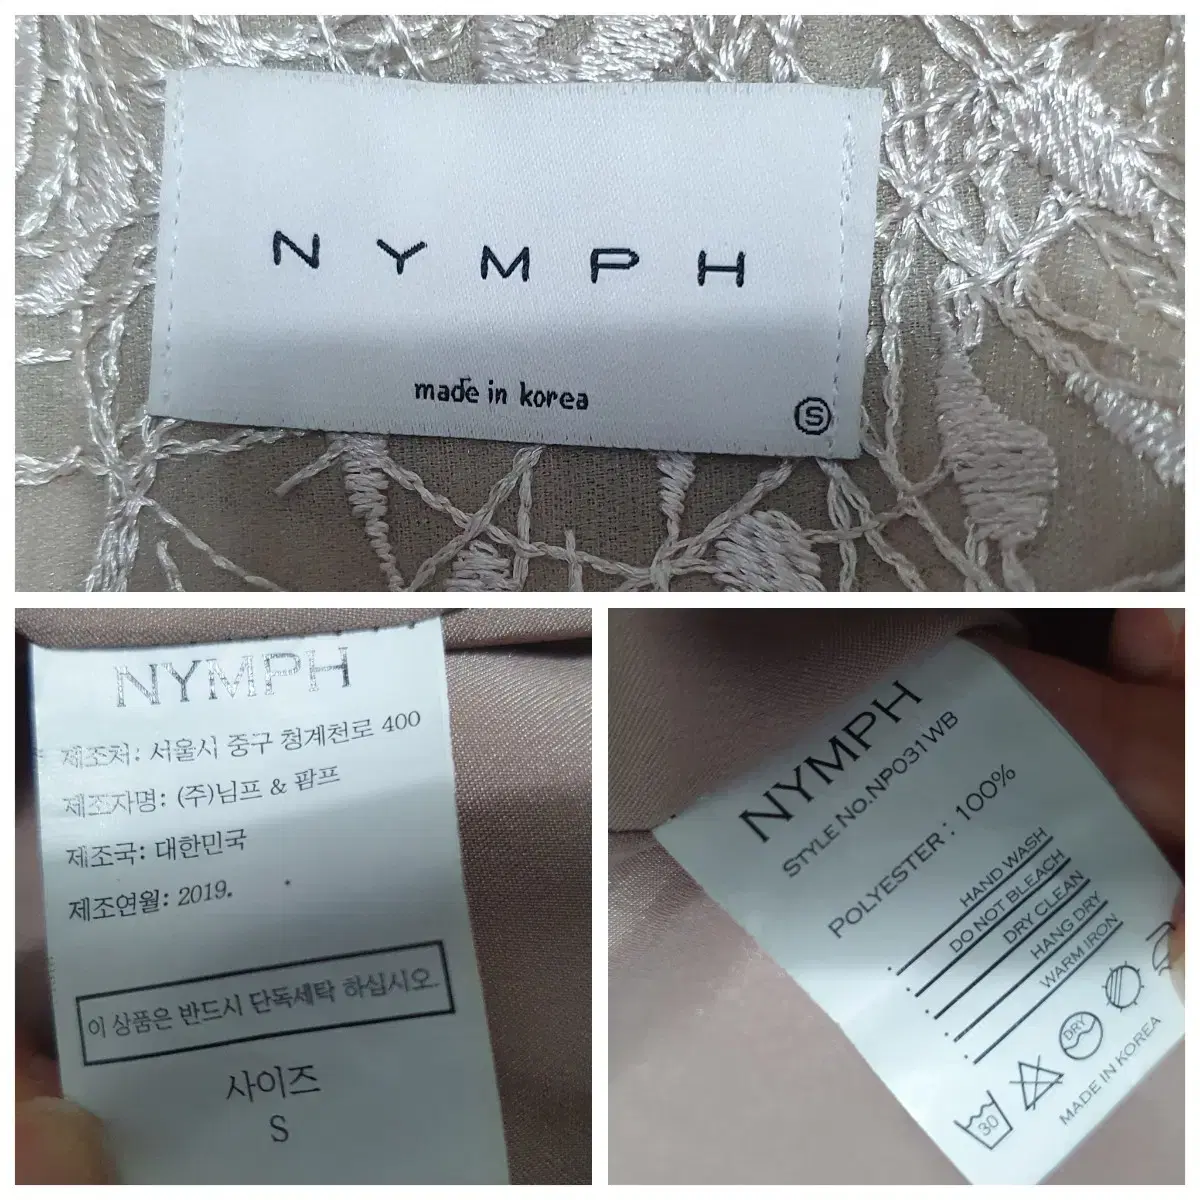 NYMPH
made in korea
S
NYMPH
제조처: 서울시 중구 청계천로 400
제조자명: (주)님프 & 팜프
제조국: 대한민국
제조연월: 2019.
이 상품은 반드시 단독세탁 하십시오.
사이즈
S
NYMPH
STYLE NO.NP031WB
POLYESTER : 100%
HAND WASH
DO NOT BLEACH
DRY CLEAN
HANG DRY
WARM IRON
30
DRY
MADE IN KOREA